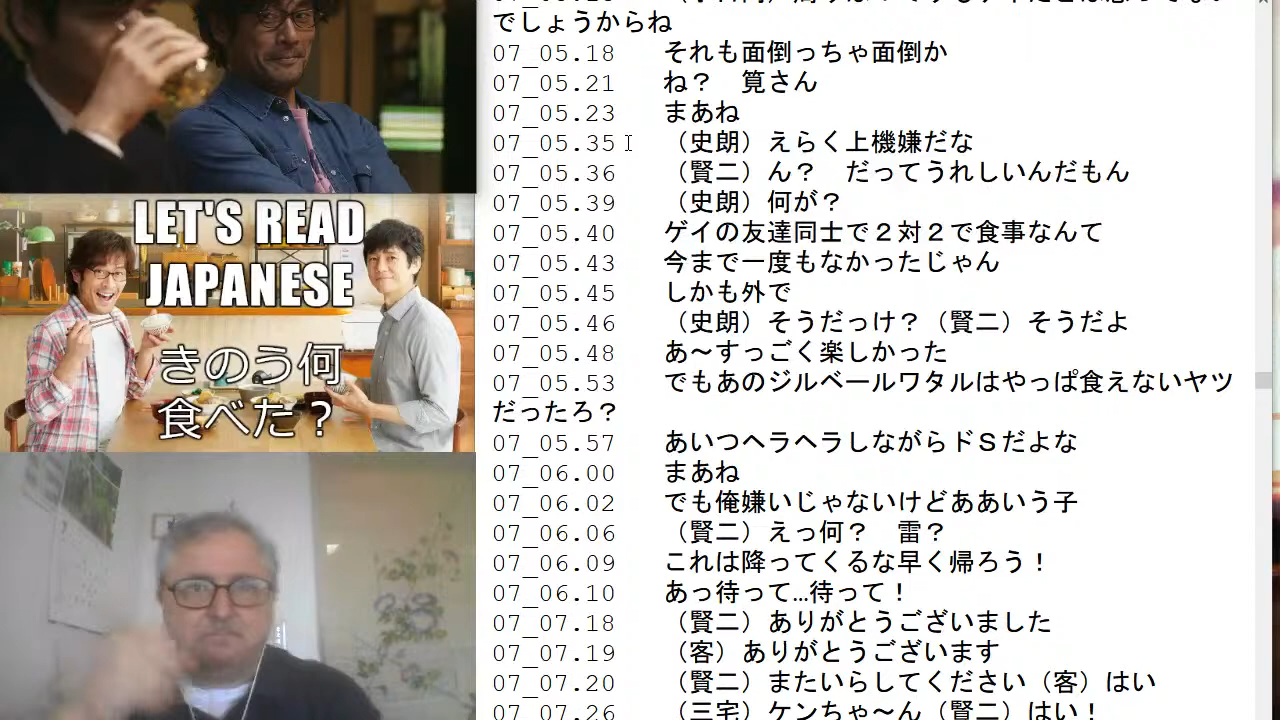 LET'S READ
JAPANESE
きのう何
食べた？
でしょうからね
07_05.18 それも面倒っちゃ面倒か
07_05.21 ね？　筧さん
07_05.23 まあね
07_05.35 （史朗）えらく上機嫌だな
07_05.36 （賢二）ん？　だってうれしいんだもん
07_05.39 （史朗）何が？
07_05.40 ゲイの友達同士で２対２で食事なんて
07_05.43 今まで一度もなかったじゃん
07_05.45 しかも外で
07_05.46 （史朗）そうだっけ？（賢二）そうだよ
07_05.48 あ～すっごく楽しかった
07_05.53 でもあのジルベールワタルはやっぱ食えないヤツ
だったろ？
07_05.57 あいつヘラヘラしながらドＳだよな
07_06.00 まあね
07_06.02 でも俺嫌いじゃないけどああいう子
07_06.06 （賢二）えっ何？　雷？
07_06.09 これは降ってくるな早く帰ろう！
07_06.10 あっ待って…待って！
07_07.18 （賢二）ありがとうございました
07_07.19 （客）ありがとうございます
07_07.20 （賢二）またいらしてください（客）はい
07_07.26 （三宅）ケンちゃ～ん（賢二）はい！